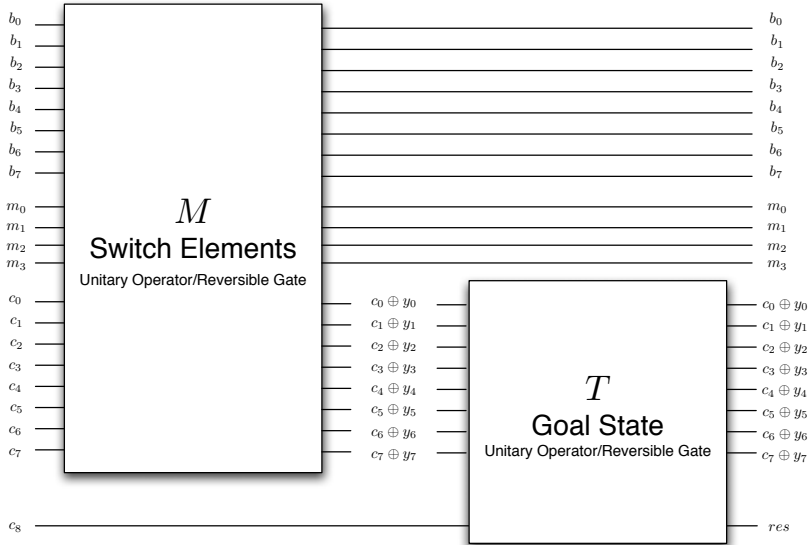 b₀ b₀
b₁ b₁
b₂ b₂
b₃ b₃
b₄ b₄
b₅ b₅
b₆ b₆
b₇ b₇
m₀ M m₀
m₁ m₁
Switch Elements
m₂ m₂
m₃ m₃
Unitary Operator/Reversible Gate
c₀ c₀ ⊕ y₀ c₀ ⊕ y₀
c₁ c₁ ⊕ y₁ c₁ ⊕ y₁
c₂ c₂ ⊕ y₂ c₂ ⊕ y₂
c₃ c₃ ⊕ y₃ c₃ ⊕ y₃
c₄ c₄ ⊕ y₄ T c₄ ⊕ y₄
c₅ c₅ ⊕ y₅ c₅ ⊕ y₅
Goal State
c₆ c₆ ⊕ y₆ c₆ ⊕ y₆
c₇ c₇ ⊕ y₇ Unitary Operator/Reversible Gate c₇ ⊕ y₇
c₈ res